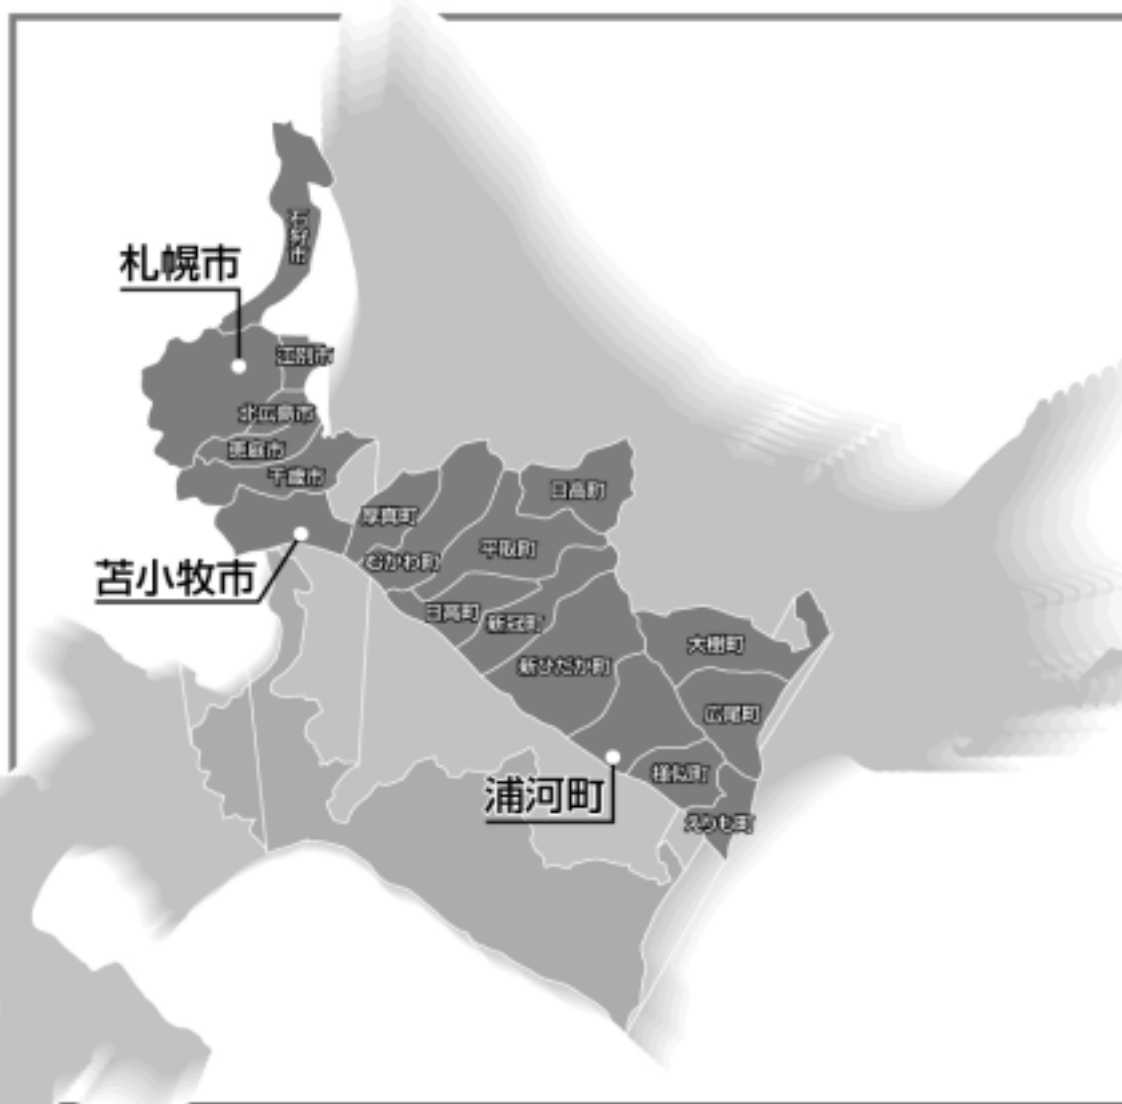 石狩市
札幌市
江別市
北広島市
恵庭市
千歳市
日高町
厚真町
平取町
むかわ町
苫小牧市
日高町
新冠町
大樹町
新ひだか町
広尾町
様似町
浦河町
えりも町